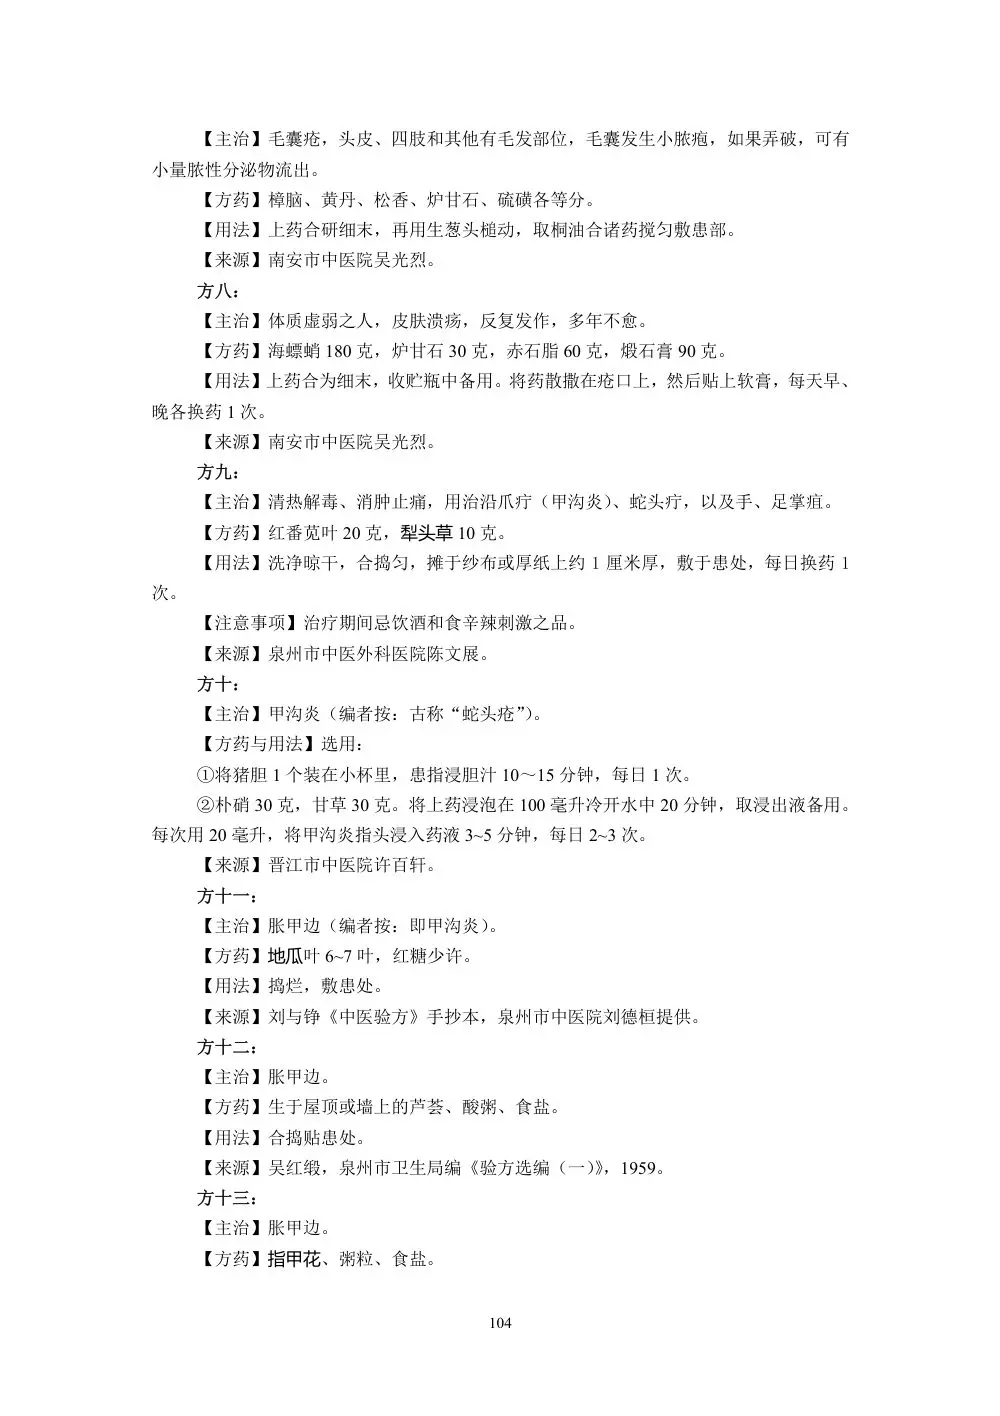 【主治】毛囊疮，头皮、四肢和其他有毛发部位，毛囊发生小脓疱，如果弄破，可有
小量脓性分泌物流出。
【方药】樟脑、黄丹、松香、炉甘石、硫磺各等分。
【用法】上药合研细末，再用生葱头槌动，取桐油合诸药搅匀敷患部。
【来源】南安市中医院吴光烈。
方八：
【主治】体质虚弱之人，皮肤溃疡，反复发作，多年不愈。
【方药】海螵蛸 180 克，炉甘石 30 克，赤石脂 60 克，煅石膏 90 克。
【用法】上药合为细末，收贮瓶中备用。将药散撒在疮口上，然后贴上软膏，每天早、
晚各换药 1 次。
【来源】南安市中医院吴光烈。
方九：
【主治】清热解毒、消肿止痛，用治沿爪疔（甲沟炎）、蛇头疔，以及手、足掌疽。
【方药】红番苋叶 20 克，犁头草 10 克。
【用法】洗净晾干，合捣匀，摊于纱布或厚纸上约 1 厘米厚，敷于患处，每日换药 1
次。
【注意事项】治疗期间忌饮酒和食辛辣刺激之品。
【来源】泉州市中医外科医院陈文展。
方十：
【主治】甲沟炎（编者按：古称“蛇头疮”）。
【方药与用法】选用：
①将猪胆 1 个装在小杯里，患指浸胆汁 10～15 分钟，每日 1 次。
②朴硝 30 克，甘草 30 克。将上药浸泡在 100 毫升冷开水中 20 分钟，取浸出液备用。
每次用 20 毫升，将甲沟炎指头浸入药液 3~5 分钟，每日 2~3 次。
【来源】晋江市中医院许百轩。
方十一：
【主治】胀甲边（编者按：即甲沟炎）。
【方药】地瓜叶 6~7 叶，红糖少许。
【用法】捣烂，敷患处。
【来源】刘与铮《中医验方》手抄本，泉州市中医院刘德桓提供。
方十二：
【主治】胀甲边。
【方药】生于屋顶或墙上的芦荟、酸粥、食盐。
【用法】合捣贴患处。
【来源】吴红缎，泉州市卫生局编《验方选编（一）》，1959。
方十三：
【主治】胀甲边。
【方药】指甲花、粥粒、食盐。
104